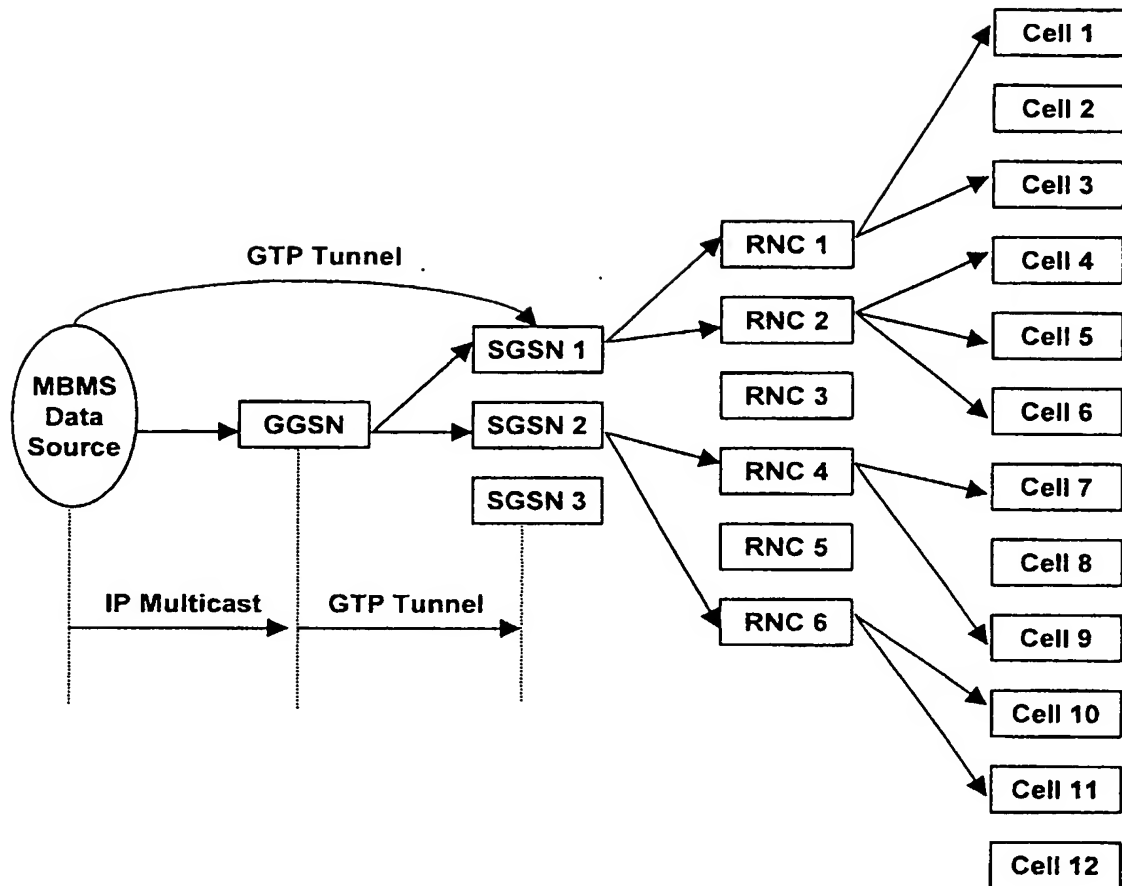 Cell 1
Cell 2
Cell 3
RNC 1
GTP Tunnel
Cell 4
RNC 2
Cell 5
SGSN 1
MBMS
Data
Source
RNC 3
Cell 6
GGSN
SGSN 2
RNC 4
Cell 7
SGSN 3
RNC 5
Cell 8
IP Multicast
GTP Tunnel
RNC 6
Cell 9
Cell 10
Cell 11
Cell 12